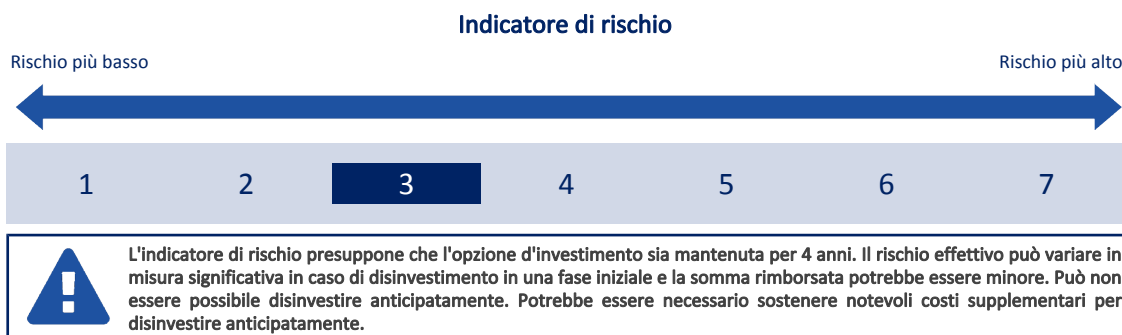 Indicatore di rischio
Rischio più basso Rischio più alto
1 2 3 4 5 6 7
L'indicatore di rischio presuppone che l'opzione d'investimento sia mantenuta per 4 anni. Il rischio effettivo può variare in
misura significativa in caso di disinvestimento in una fase iniziale e la somma rimborsata potrebbe essere minore. Può non
essere possibile disinvestire anticipatamente. Potrebbe essere necessario sostenere notevoli costi supplementari per
disinvestire anticipatamente.